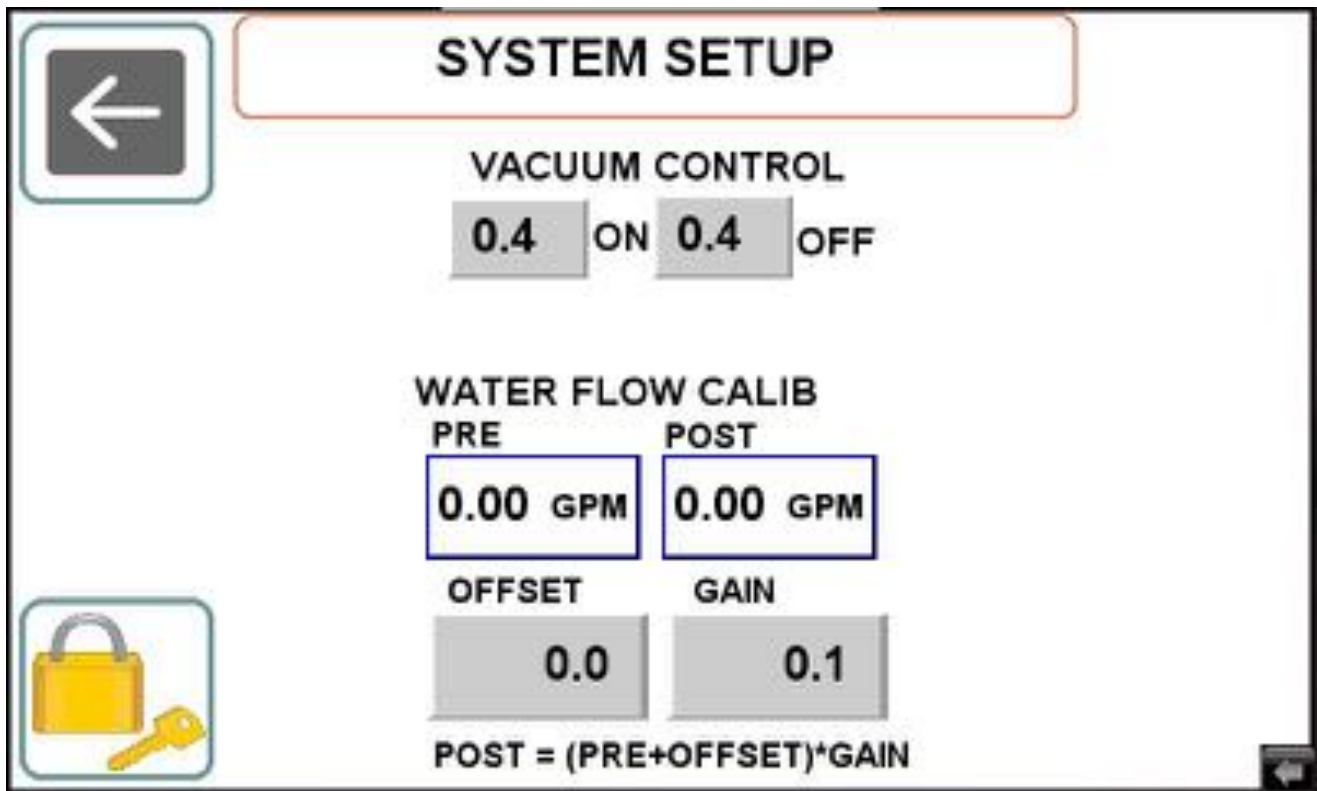 SYSTEM SETUP
VACUUM CONTROL
0.4 ON 0.4 OFF
WATER FLOW CALIB
PRE POST
0.00 GPM 0.00 GPM
OFFSET GAIN
0.0 0.1
POST = (PRE+OFFSET)*GAIN